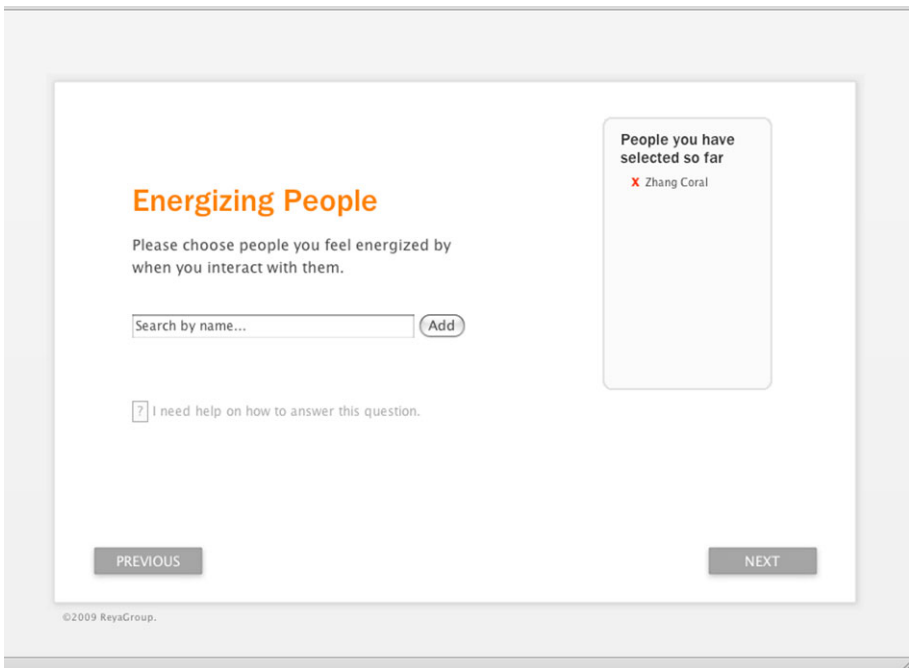 Energizing People
Please choose people you feel energized by
when you interact with them.
Search by name...
Add
? I need help on how to answer this question.
People you have
selected so far
X Zhang Coral
PREVIOUS
NEXT
©2009 ReyaGroup.